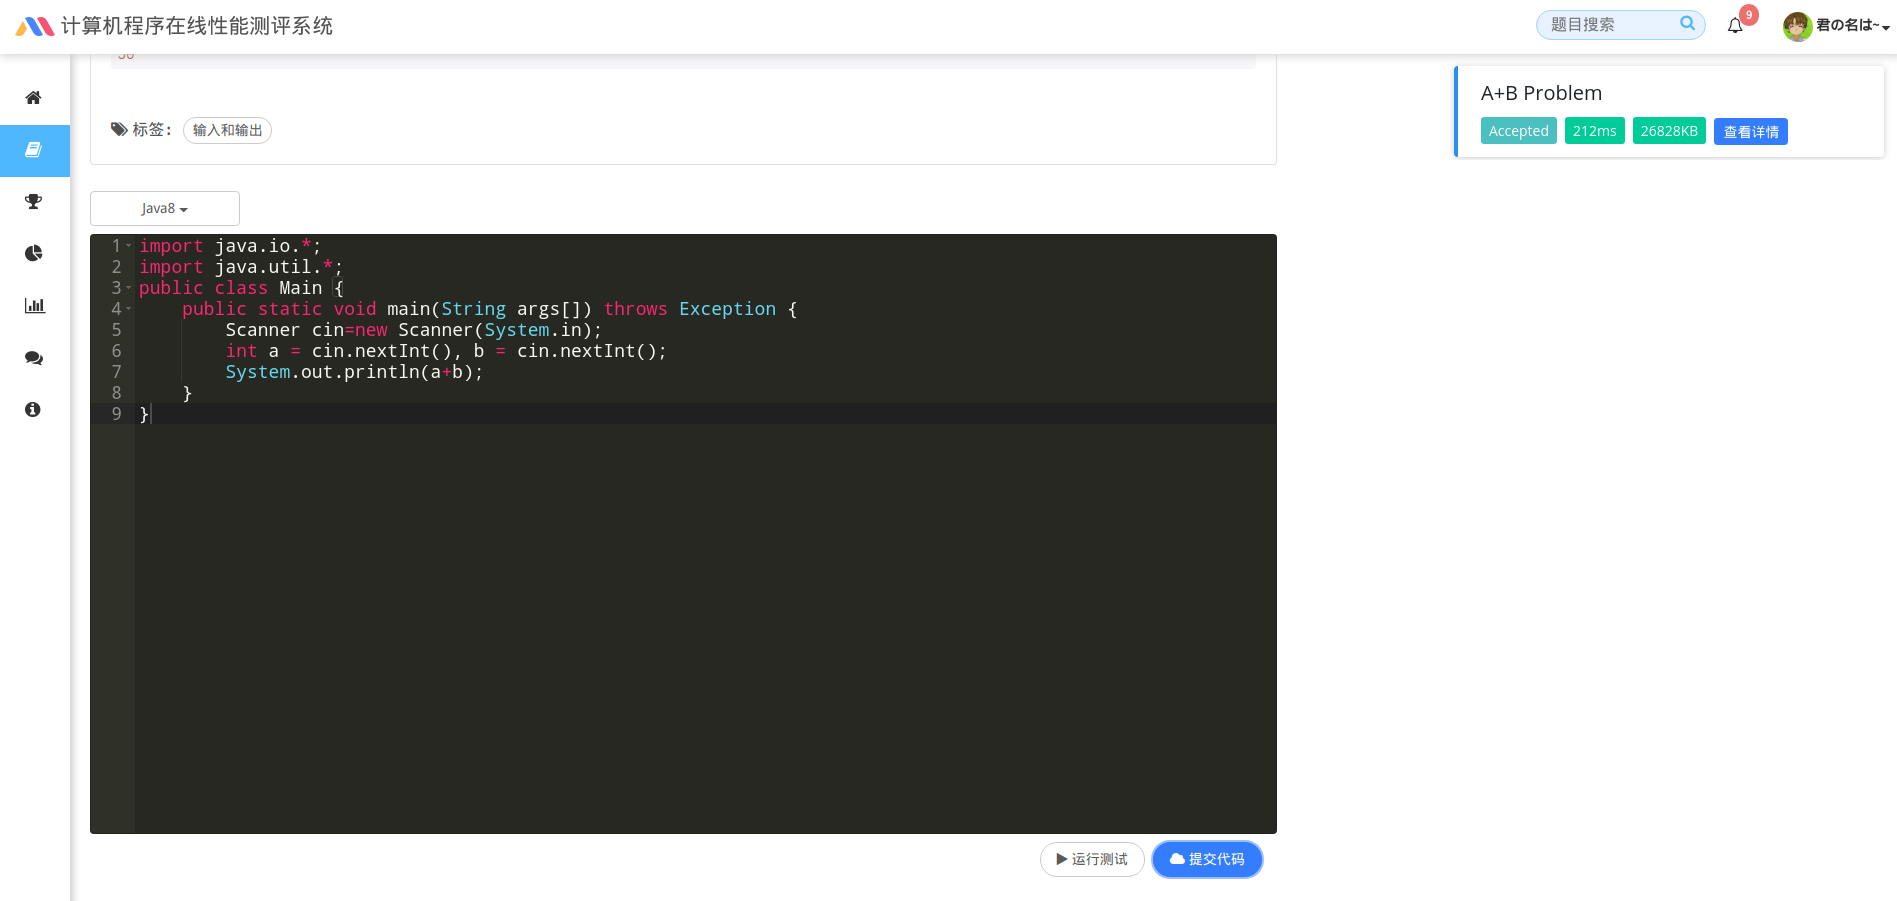 计算机程序在线性能测评系统
题目搜索
9
君の名は~
标签：
输入和输出
A+B Problem
Accepted 212ms 26828KB 查看详情
Java8
1 import java.io.*;
2 import java.util.*;
3 public class Main {
4 public static void main(String args[]) throws Exception {
5 Scanner cin=new Scanner(System.in);
6 int a = cin.nextInt(), b = cin.nextInt();
7 System.out.println(a+b);
8 }
9 }
运行测试
提交代码